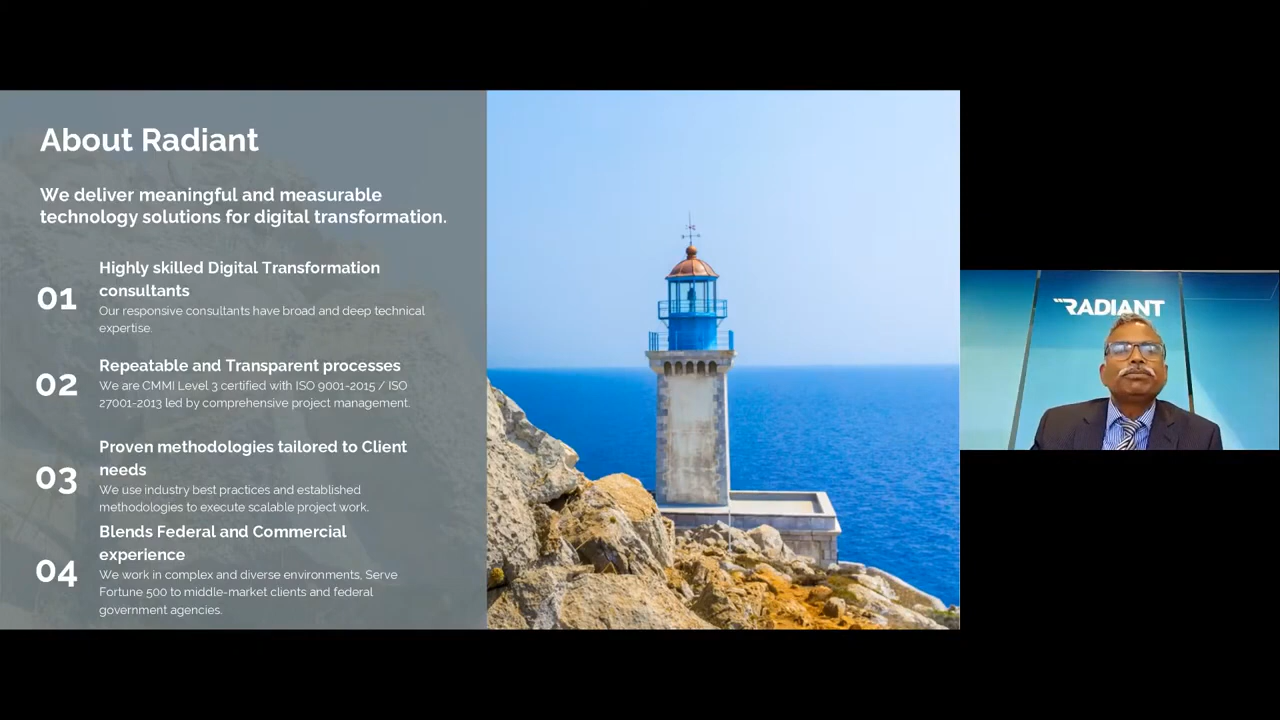 About Radiant
We deliver meaningful and measurable
technology solutions for digital transformation.
01
Highly skilled Digital Transformation
consultants
Our responsive consultants have broad and deep technical
expertise.
02
Repeatable and Transparent processes
We are CMMI Level 3 certified with ISO 9001-2015 / ISO
27001-2013 led by comprehensive project management.
03
Proven methodologies tailored to Client
needs
We use industry best practices and established
methodologies to execute scalable project work.
04
Blends Federal and Commercial
experience
We work in complex and diverse environments, Serve
Fortune 500 to middle-market clients and federal
government agencies.
RADIANT